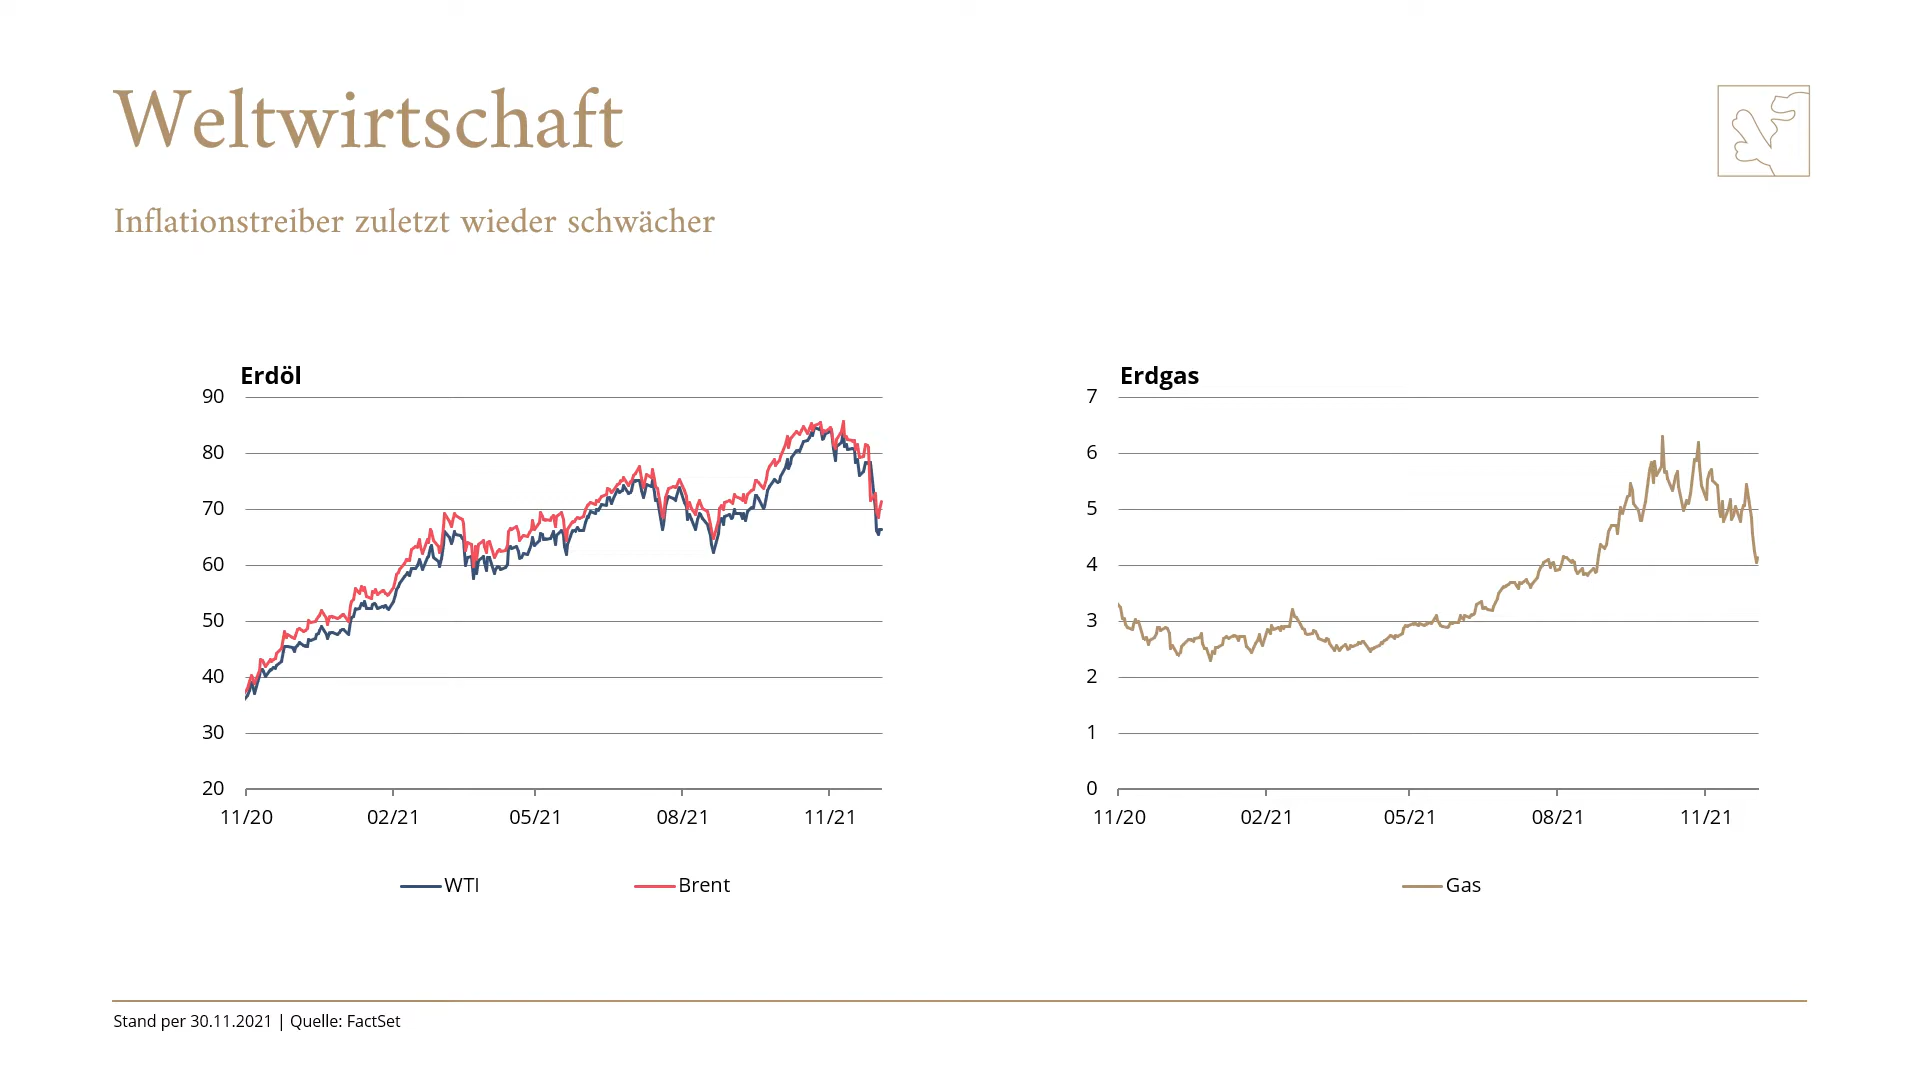 Weltwirtschaft
Inflationstreiber zuletzt wieder schwächer
Erdöl
90
80
70
60
50
40
30
20
11/20 02/21 05/21 08/21 11/21
WTI Brent
Erdgas
7
6
5
4
3
2
1
0
11/20 02/21 05/21 08/21 11/21
Gas
Stand per 30.11.2021 | Quelle: FactSet